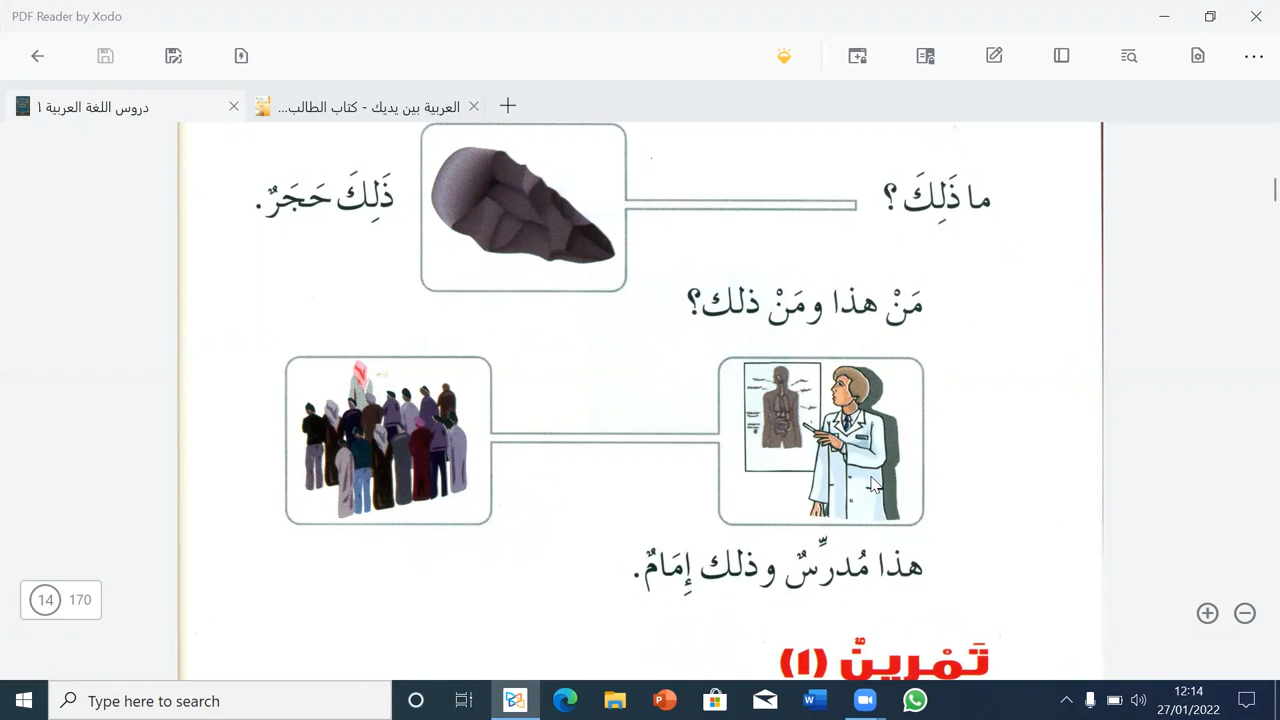 PDF Reader by Xodo
دروس اللغة العربية ١
العربية بين يديك - كتاب الطالب...
ما ذَلِكَ ؟
ذَلِكَ حَجَرٌ .
مَنْ هذا ومَنْ ذلك؟
هذا مُدرِّسٌ وذلك إِمَامٌ .
تَمْرِينٌ (١)
14 170
Type here to search
12:14
27/01/2022